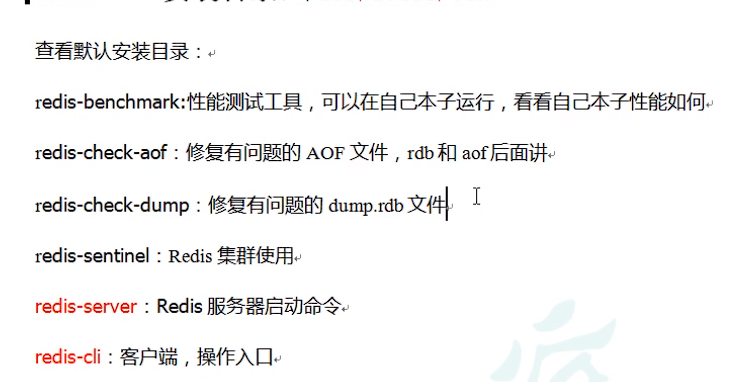 查看默认安装目录：
redis-benchmark:性能测试工具，可以在自己本子运行，看看自己本子性能如何
redis-check-aof：修复有问题的 AOF 文件，rdb 和 aof 后面讲
redis-check-dump：修复有问题的 dump.rdb 文件
redis-sentinel：Redis 集群使用
redis-server：Redis 服务器启动命令
redis-cli：客户端，操作入口